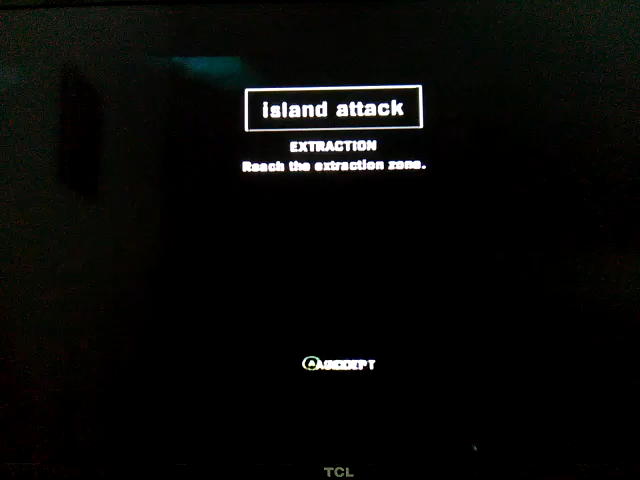 island attack
EXTRACTION
Reach the extraction zone.
A ACCEPT
TCL